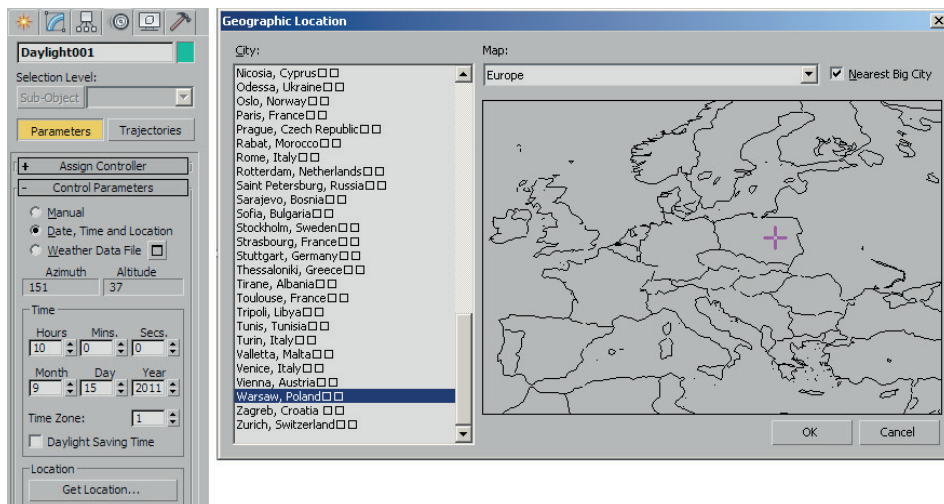 Daylight001
Selection Level:
Sub-Object
Parameters Trajectories
+ Assign Controller
- Control Parameters
Manual
Date, Time and Location
Weather Data File
Azimuth Altitude
151 37
Time
Hours Mins. Secs.
10 0 0
Month Day Year
9 15 2011
Time Zone: 1
Daylight Saving Time
Location
Get Location...
Geographic Location
City:
Nicosia, Cyprus
Odessa, Ukraine
Oslo, Norway
Paris, France
Prague, Czech Republic
Rabat, Morocco
Rome, Italy
Rotterdam, Netherlands
Saint Petersburg, Russia
Sarajevo, Bosnia
Sofia, Bulgaria
Stockholm, Sweden
Strasbourg, France
Stuttgart, Germany
Thessaloniki, Greece
Tirane, Albania
Toulouse, France
Tripoli, Libya
Tunis, Tunisia
Turin, Italy
Valletta, Malta
Venice, Italy
Vienna, Austria
Warsaw, Poland
Zagreb, Croatia
Zurich, Switzerland
Map:
Europe
Nearest Big City
OK Cancel